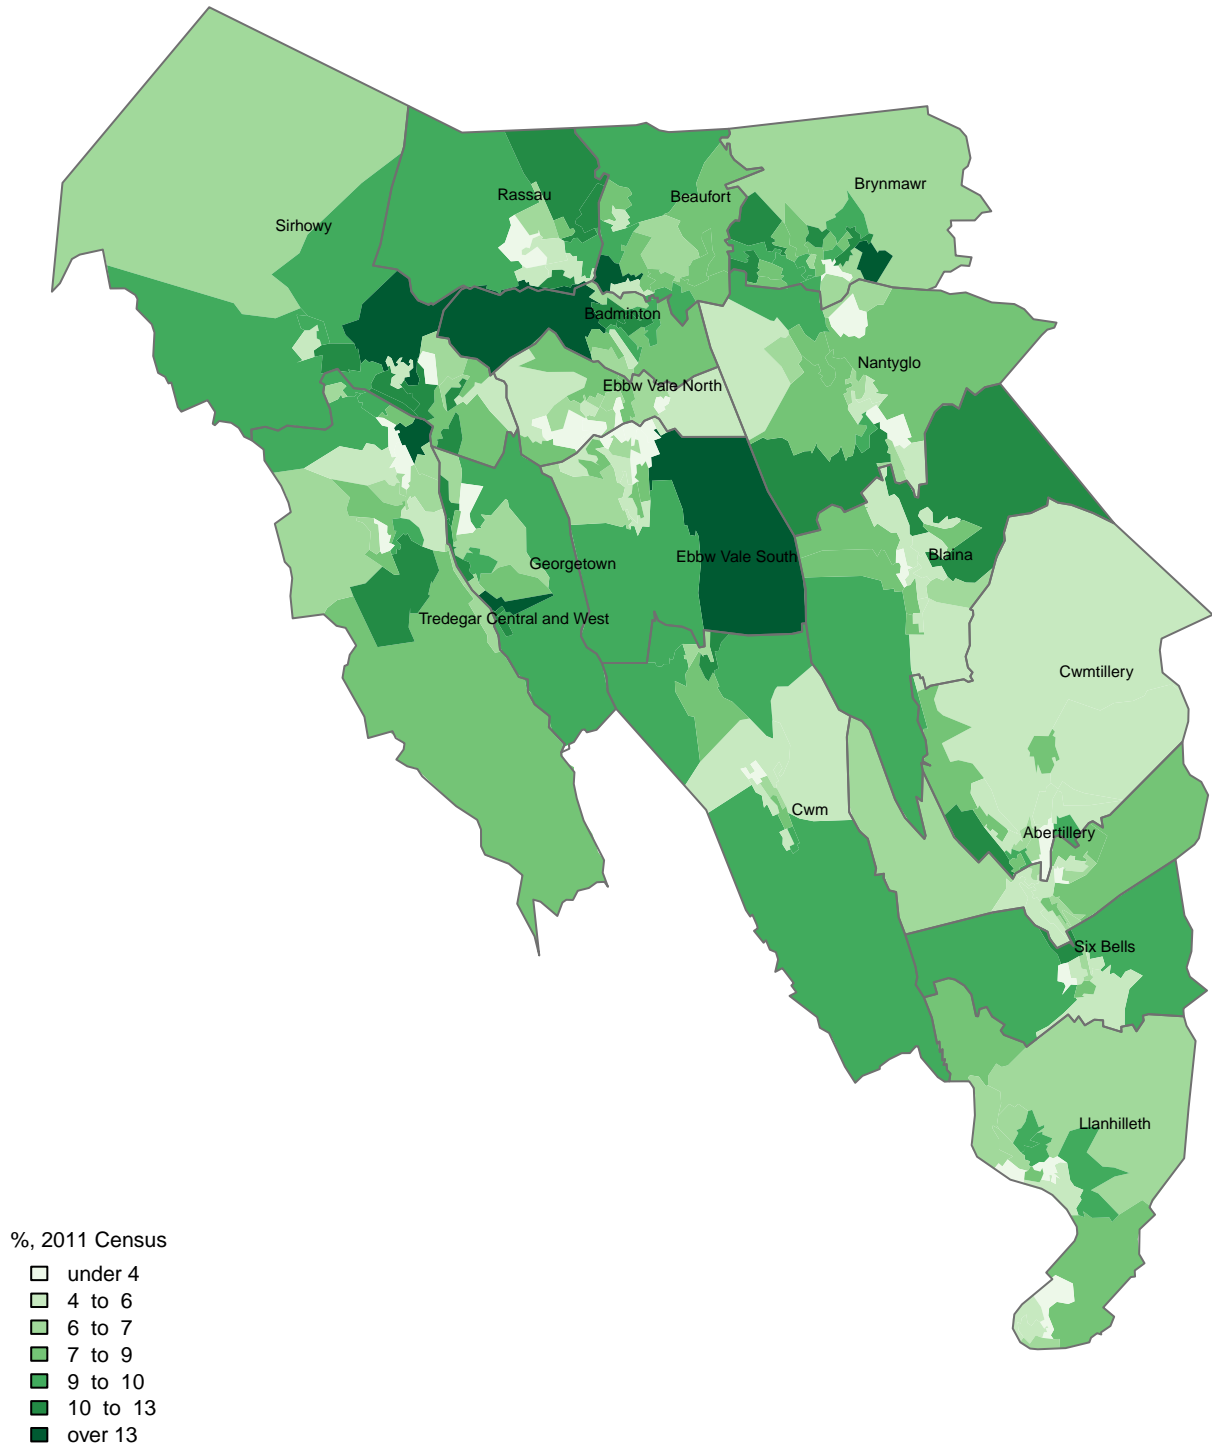 Brynmawr
Rassau
Beaufort
Sirhowy
Badminton
Nantyglo
Ebbw Vale North
Blaina
Ebbw Vale South
Georgetown
Tredegar Central and West
Cwmtillery
Cwm
Abertillery
Six Bells
Llanhilleth
%, 2011 Census
under 4
4 to 6
6 to 7
7 to 9
9 to 10
10 to 13
over 13